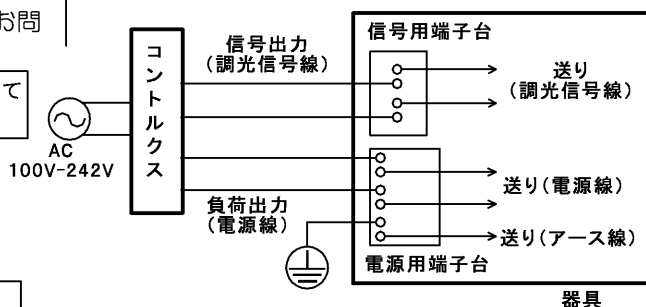 お問
て
コントルクス
AC
100V-242V
信号出力
(調光信号線)
負荷出力
(電源線)
信号用端子台
送り
(調光信号線)
送り(電源線)
送り(アース線)
電源用端子台
器具